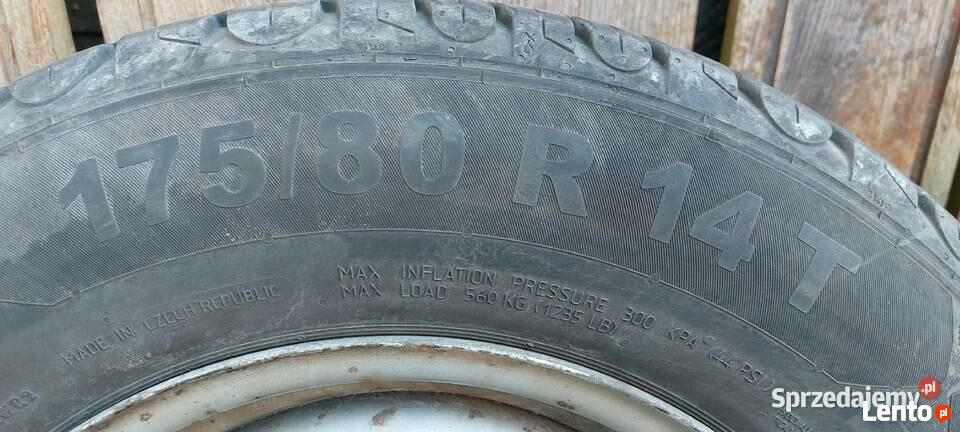 175/80 R 14 T
MAX INFLATION PRESSURE 300 KPA (44 PSI)
MAX LOAD 560 KG (1235 LB)
MADE IN CZECH REPUBLIC
Sprzedajemy.pl
Lento.pl